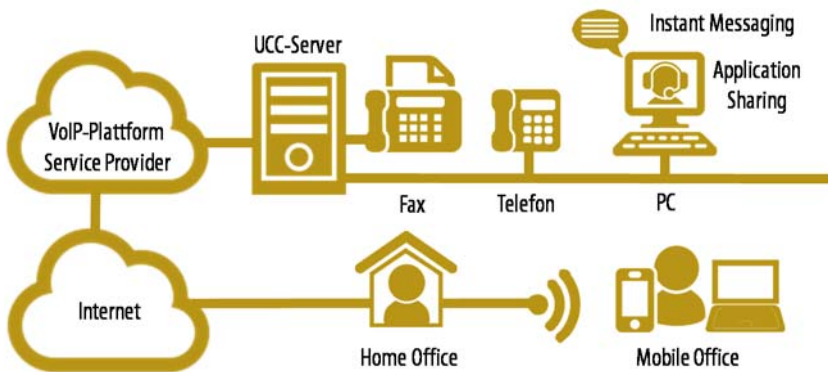 Instant Messaging
UCC-Server
Application
Sharing
VoIP-Plattform
Service Provider
Fax
Telefon
PC
Internet
Home Office
Mobile Office